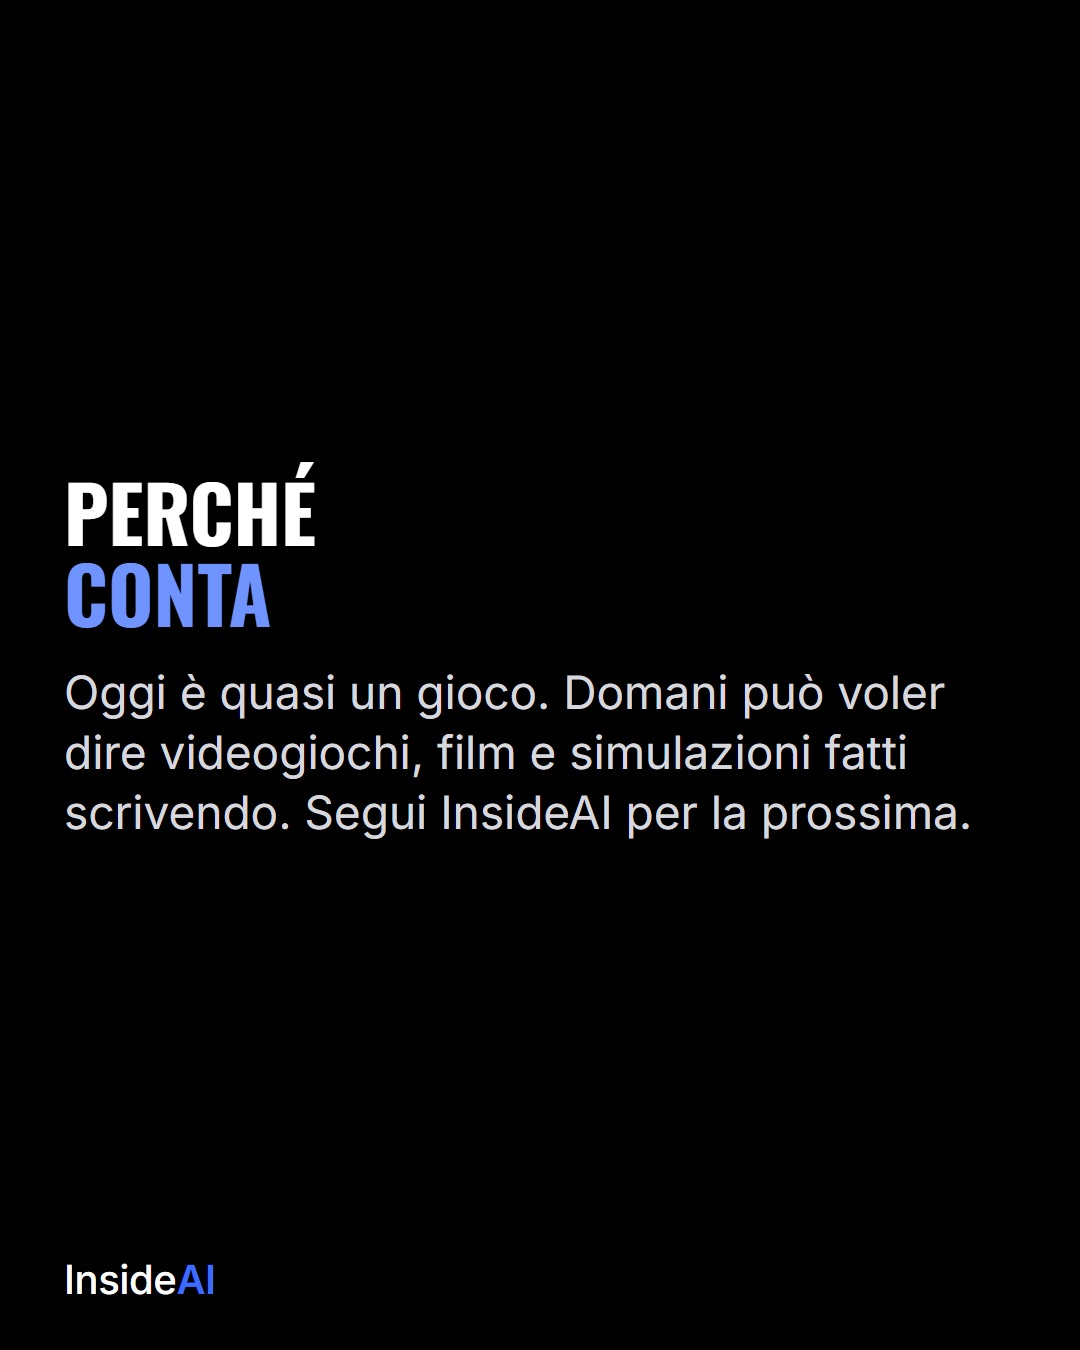 PERCHÉ
CONTA
Oggi è quasi un gioco. Domani può voler
dire videogiochi, film e simulazioni fatti
scrivendo. Segui InsideAI per la prossima.
InsideAI